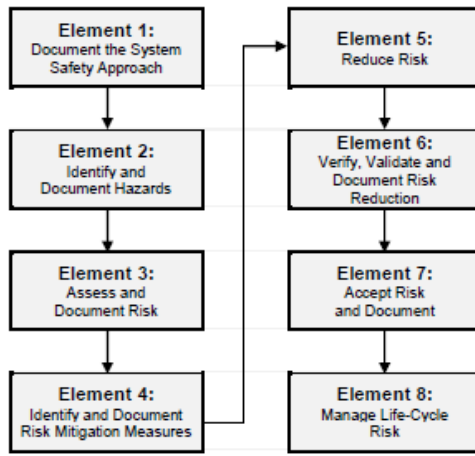 Element 1:
Document the System
Safety Approach
Element 2:
Identify and
Document Hazards
Element 3:
Assess and
Document Risk
Element 4:
Identify and Document
Risk Mitigation Measures
Element 5:
Reduce Risk
Element 6:
Verify, Validate and
Document Risk
Reduction
Element 7:
Accept Risk
and Document
Element 8:
Manage Life-Cycle
Risk